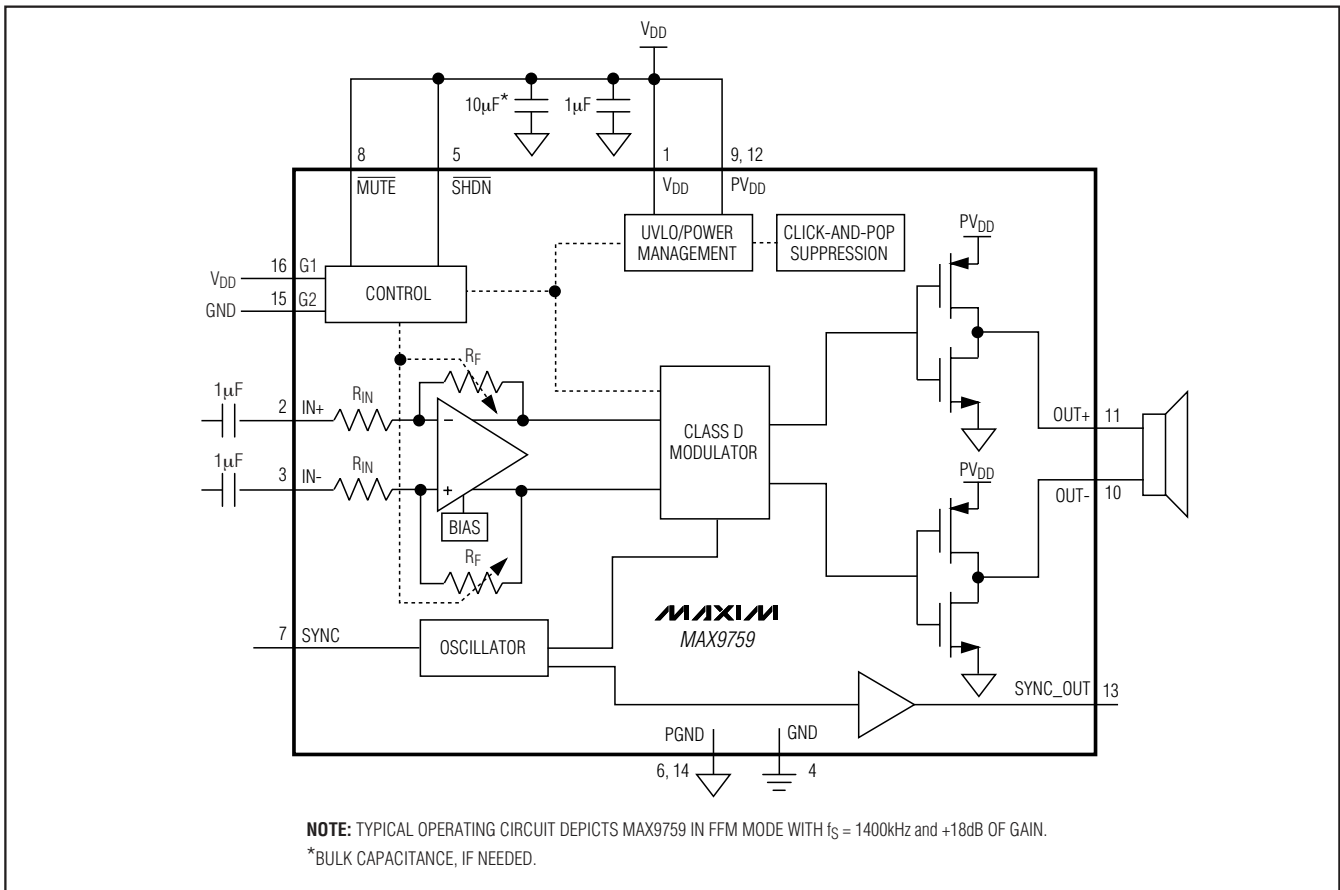 VDD
10µF*
1µF
8
5
1
9, 12
MUTE
SHDN
VDD
PVDD
UVLO/POWER
MANAGEMENT
CLICK-AND-POP
SUPPRESSION
PVDD
VDD
16
G1
GND
15
G2
CONTROL
RF
1µF
2
IN+
RIN
−
CLASS D
MODULATOR
OUT+
11
1µF
3
IN-
RIN
+
BIAS
PVDD
OUT-
10
RF
MAXIM
MAX9759
7
SYNC
OSCILLATOR
SYNC_OUT
13
PGND
GND
6, 14
4
NOTE: TYPICAL OPERATING CIRCUIT DEPICTS MAX9759 IN FFM MODE WITH fS = 1400kHz and +18dB OF GAIN.
*BULK CAPACITANCE, IF NEEDED.